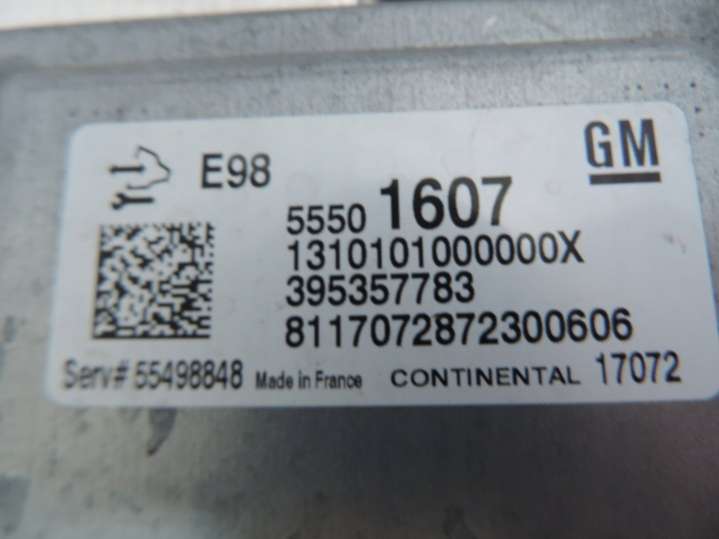 E98
GM
5550 1607
1310101000000X
395357783
8117072872300606
Serv# 55498848 Made in France CONTINENTAL 17072